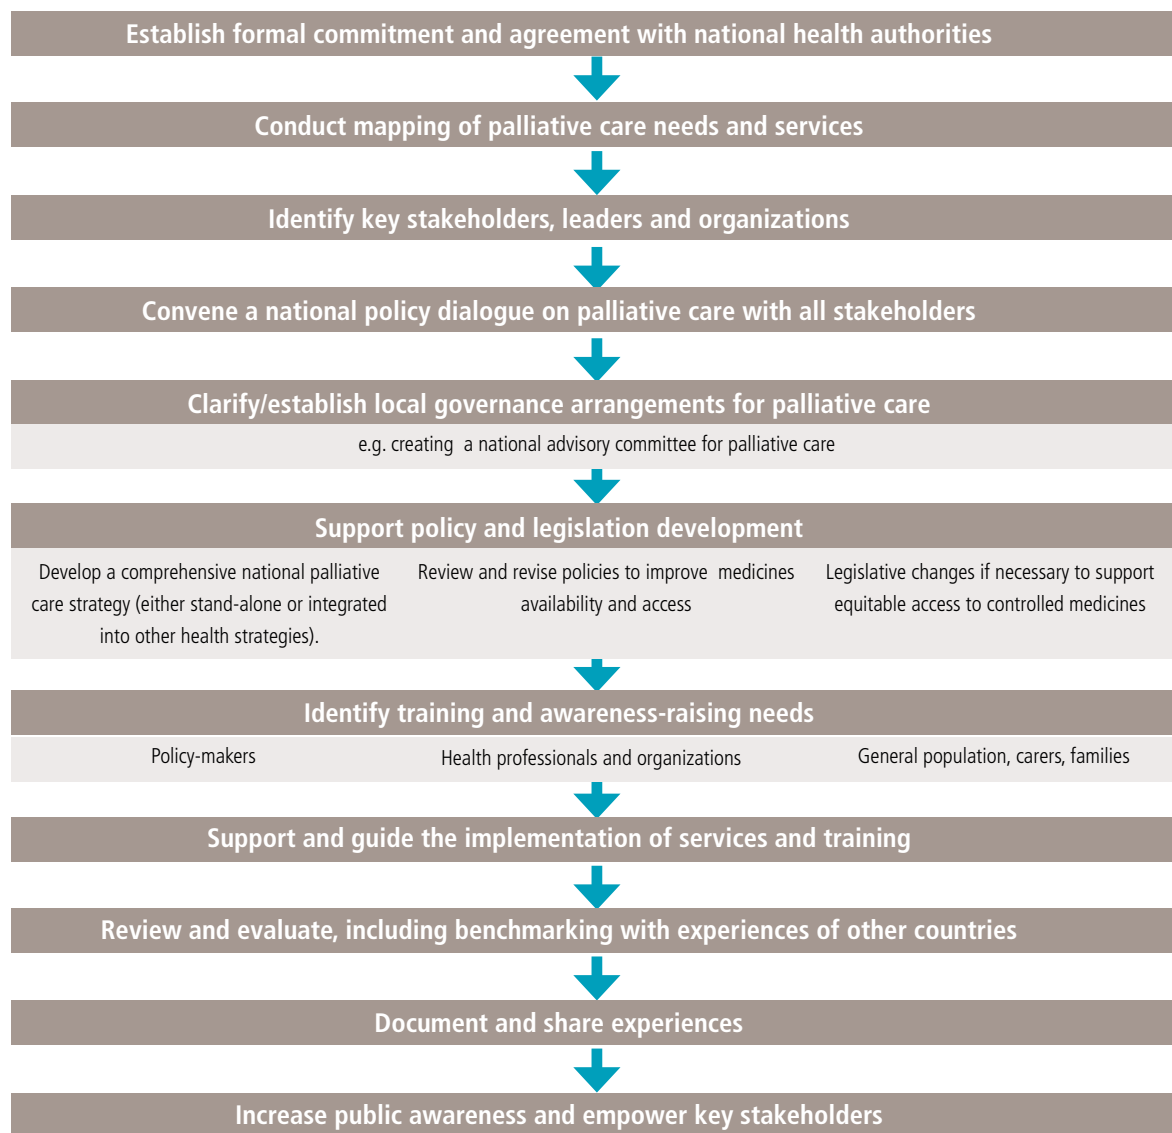 Establish formal commitment and agreement with national health authorities
Conduct mapping of palliative care needs and services
Identify key stakeholders, leaders and organizations
Convene a national policy dialogue on palliative care with all stakeholders
Clarify/establish local governance arrangements for palliative care
e.g. creating a national advisory committee for palliative care
Support policy and legislation development
Develop a comprehensive national palliative
care strategy (either stand-alone or integrated
into other health strategies).
Review and revise policies to improve medicines
availability and access
Legislative changes if necessary to support
equitable access to controlled medicines
Identify training and awareness-raising needs
Policy-makers
Health professionals and organizations
General population, carers, families
Support and guide the implementation of services and training
Review and evaluate, including benchmarking with experiences of other countries
Document and share experiences
Increase public awareness and empower key stakeholders